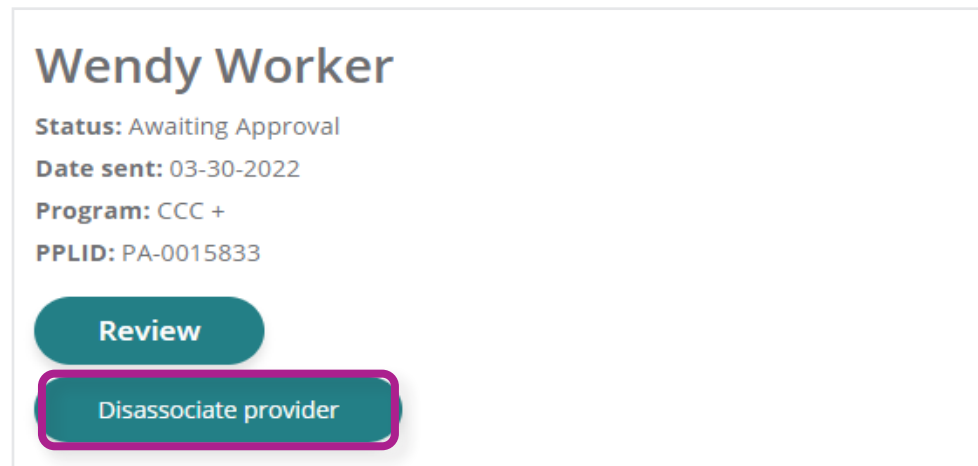 Wendy Worker
Status: Awaiting Approval
Date sent: 03-30-2022
Program: CCC +
PPLID: PA-0015833
Review
Disassociate provider